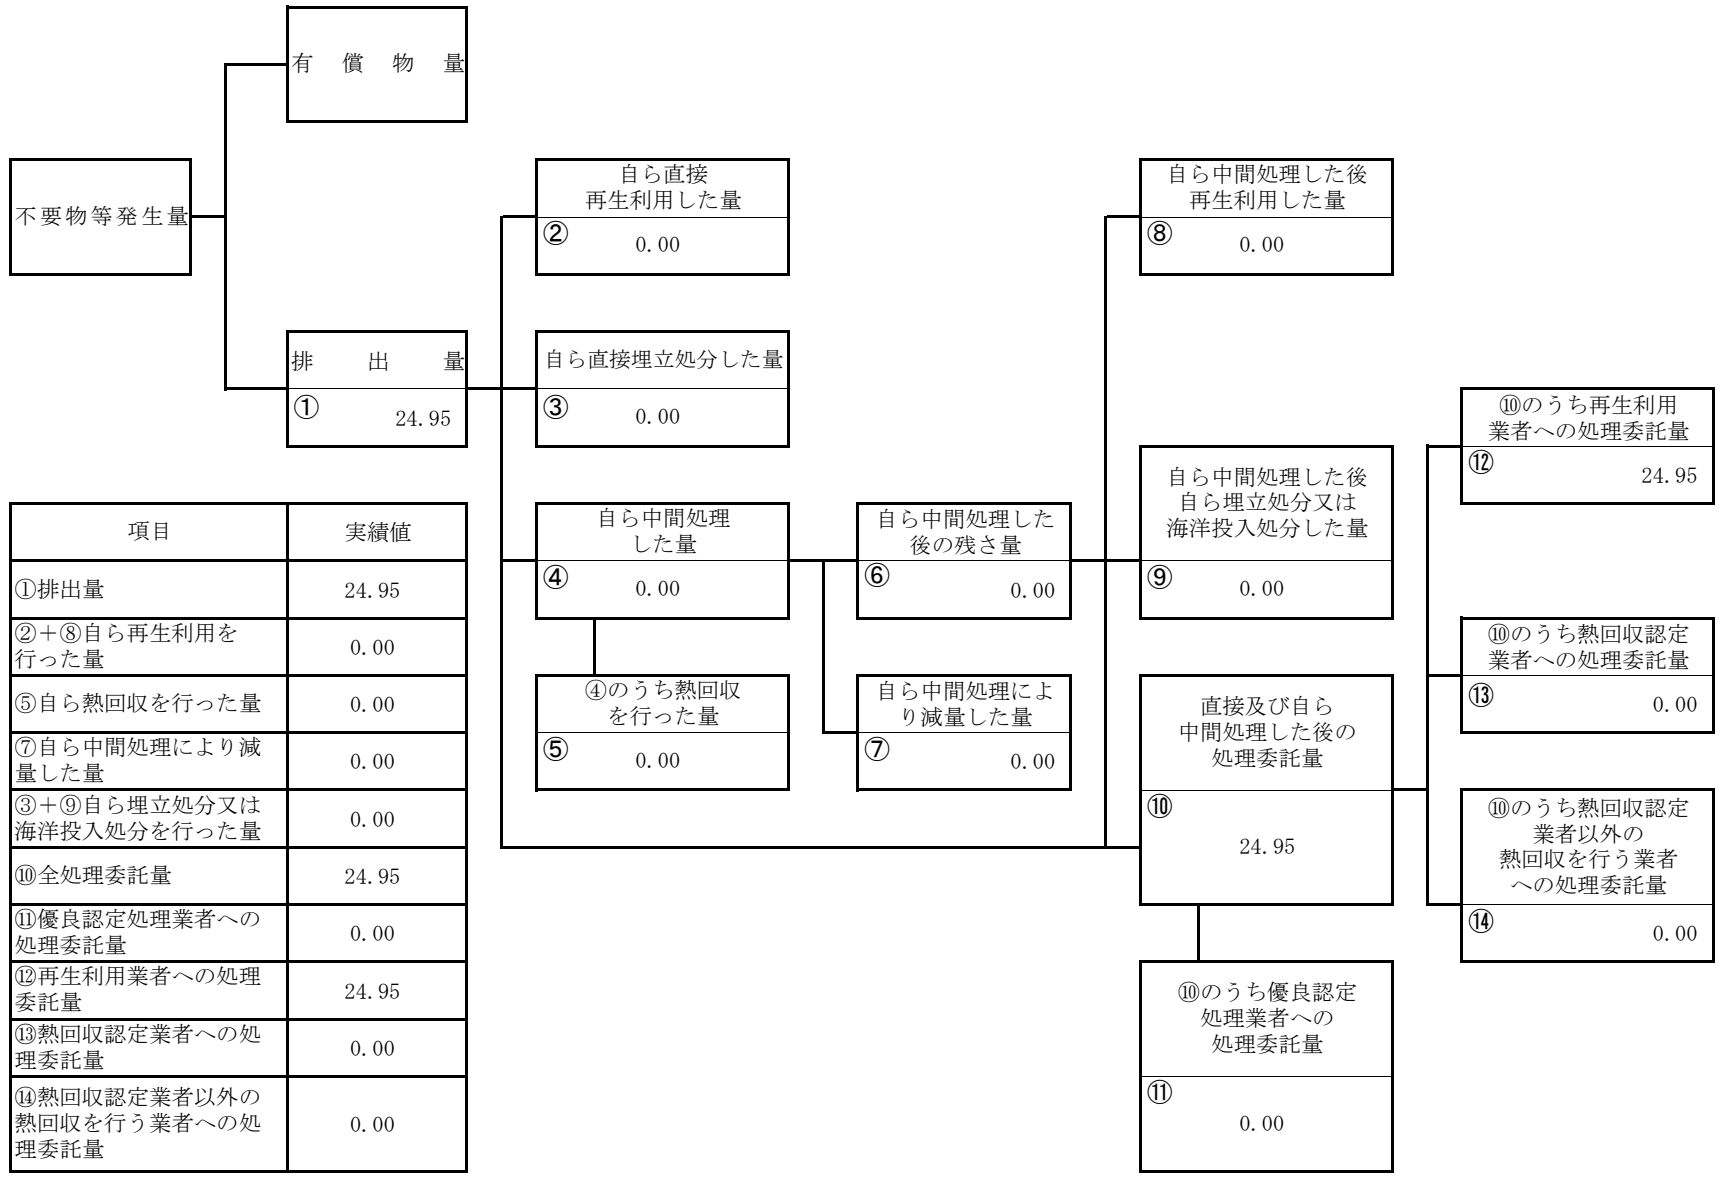 有償物量
不要物等発生量
排出量
①
24.95
自ら直接
再生利用した量
②
0.00
自ら直接埋立処分した量
③
0.00
自ら中間処理
した量
④
0.00
④のうち熱回収
を行った量
⑤
0.00
自ら中間処理した
後の残さ量
⑥
0.00
自ら中間処理によ
り減量した量
⑦
0.00
自ら中間処理した後
再生利用した量
⑧
0.00
自ら中間処理した後
自ら埋立処分又は
海洋投入処分した量
⑨
0.00
直接及び自ら
中間処理した後の
処理委託量
⑩
24.95
⑩のうち優良認定
処理業者への
処理委託量
⑪
0.00
⑩のうち再生利用
業者への処理委託量
⑫
24.95
⑩のうち熱回収認定
業者への処理委託量
⑬
0.00
⑩のうち熱回収認定
業者以外の
熱回収を行う業者
への処理委託量
⑭
0.00
項目 実績値
①排出量 24.95
②＋⑧自ら再生利用を
行った量
0.00
⑤自ら熱回収を行った量 0.00
⑦自ら中間処理により減
量した量
0.00
③＋⑨自ら埋立処分又は
海洋投入処分を行った量
0.00
⑩全処理委託量 24.95
⑪優良認定処理業者への
処理委託量
0.00
⑫再生利用業者への処理
委託量
24.95
⑬熱回収認定業者への処
理委託量
0.00
⑭熱回収認定業者以外の
熱回収を行う業者への処
理委託量
0.00